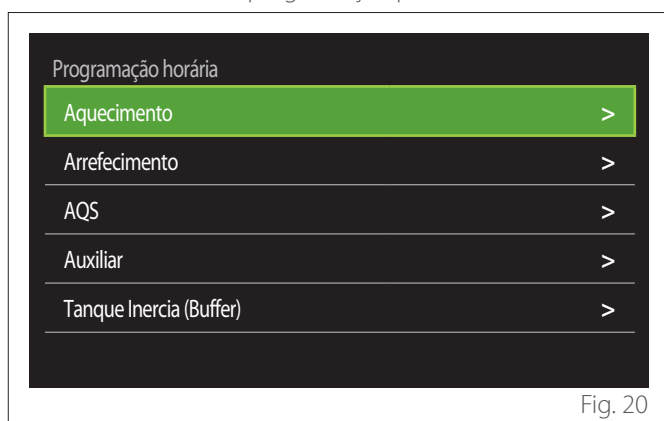 Programação horária
Aquecimento >
Arrefecimento >
AQS >
Auxiliar >
Tanque Inercia (Buffer) >
Fig. 20